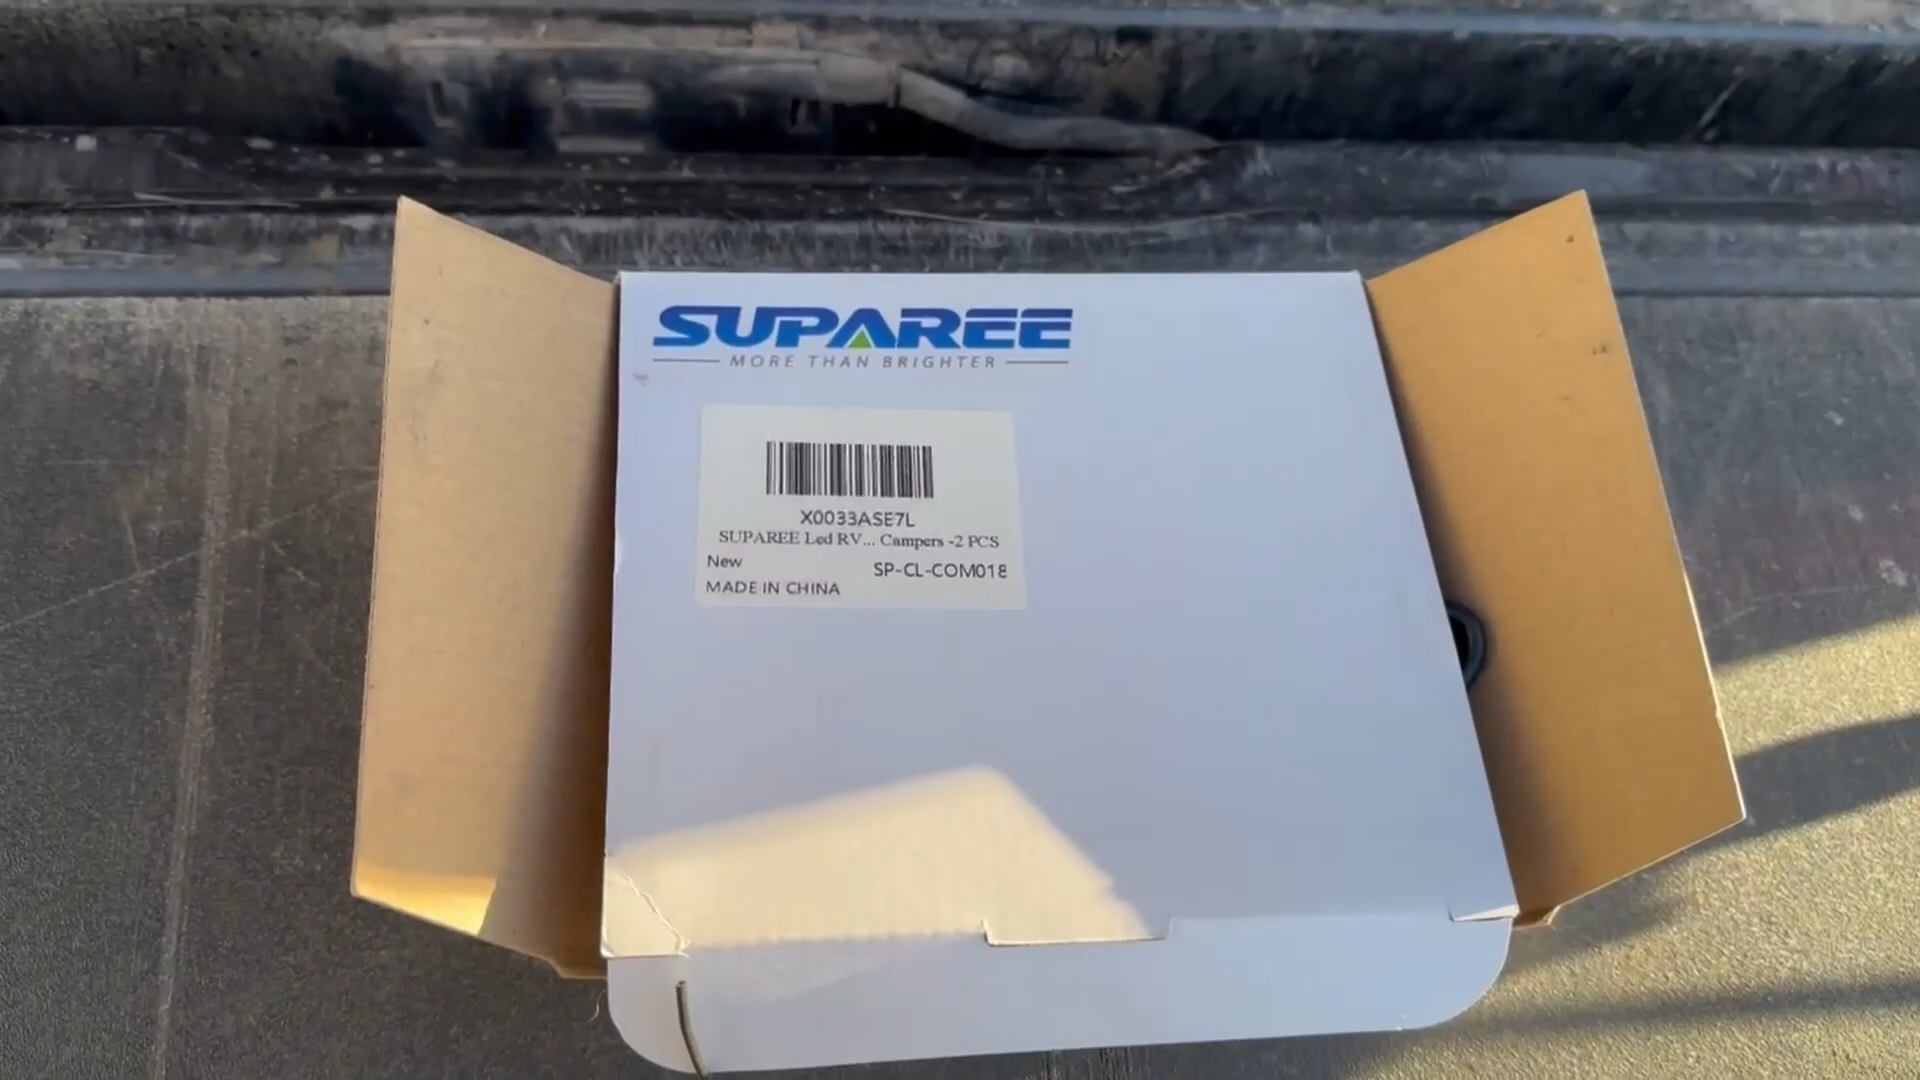 SUPAREE
MORE THAN BRIGHTER
X0033ASE7L
SUPAREE Led RV... Campers -2 PCS
New
SP-CL-COM018
MADE IN CHINA